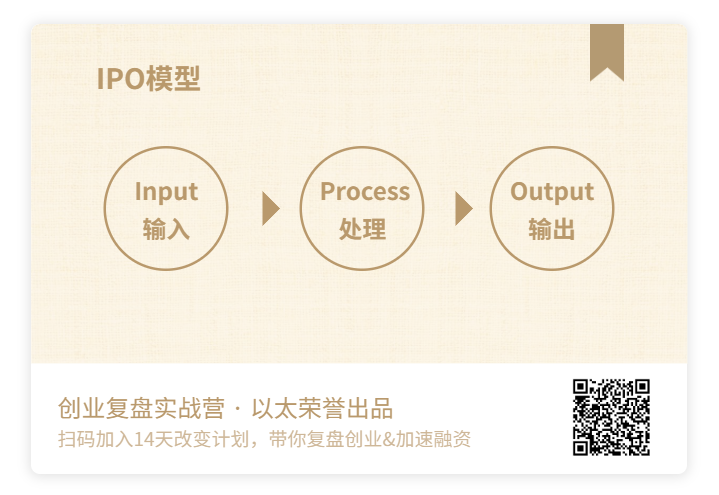 IPO模型
Input
输入
Process
处理
Output
输出
创业复盘实战营 · 以太荣誉出品
扫码加入14天改变计划，带你复盘创业&加速融资